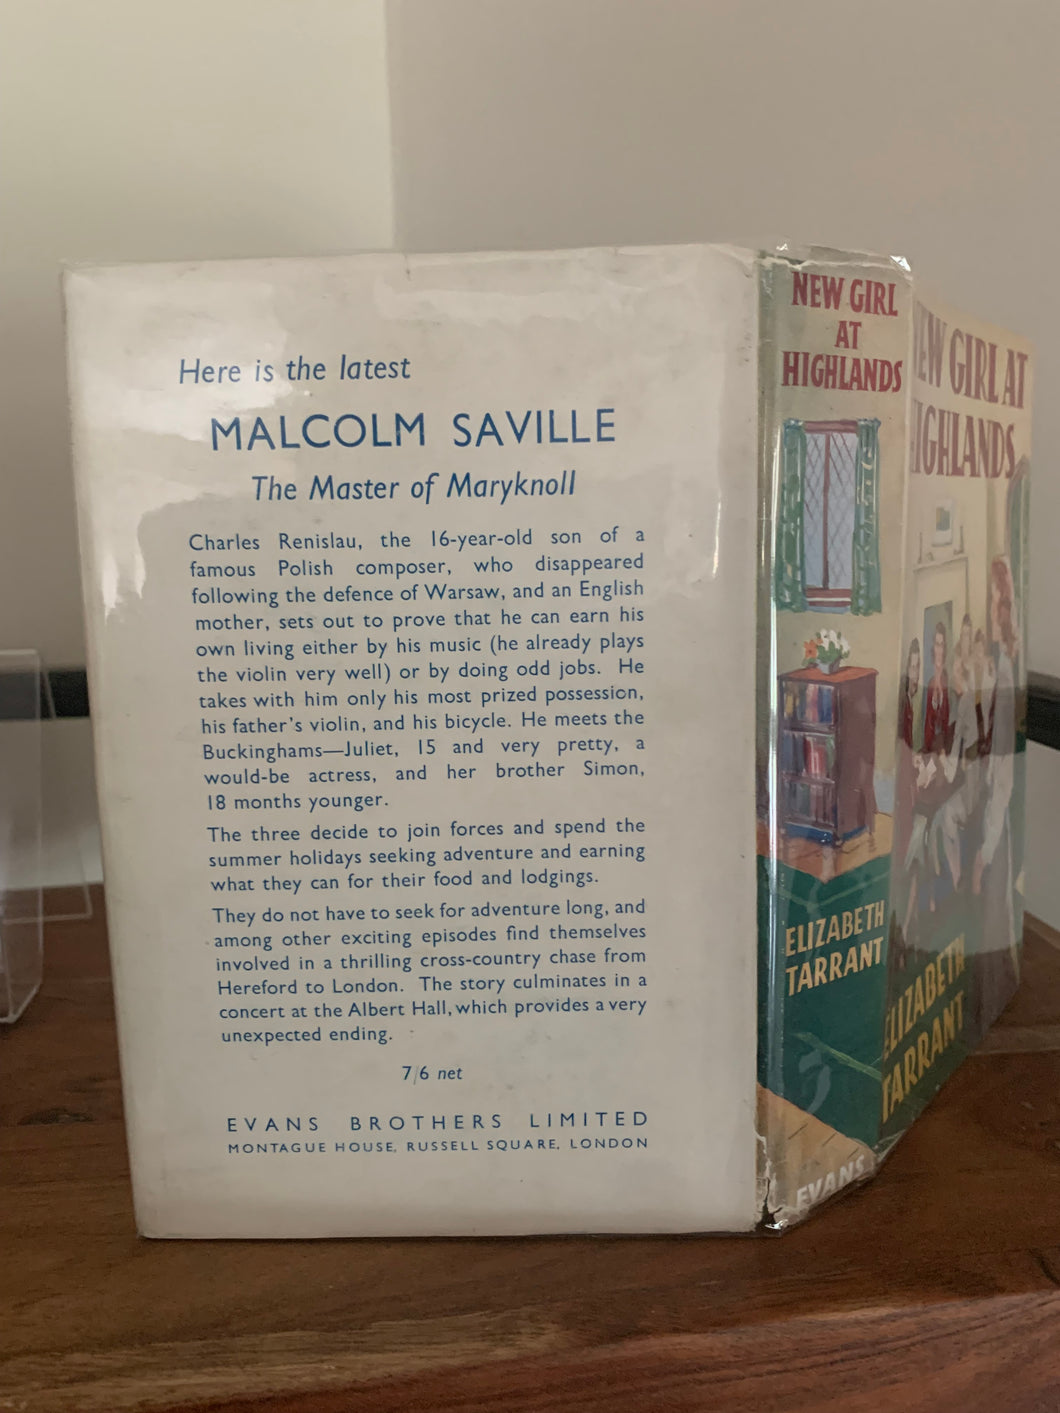 Here is the latest
MALCOLM SAVILLE
The Master of Maryknoll
Charles Renislau, the 16-year-old son of a
famous Polish composer, who disappeared
following the defence of Warsaw, and an English
mother, sets out to prove that he can earn his
own living either by his music (he already plays
the violin very well) or by doing odd jobs. He
takes with him only his most prized possession,
his father's violin, and his bicycle. He meets the
Buckinghams—Juliet, 15 and very pretty, a
would-be actress, and her brother Simon,
18 months younger.
The three decide to join forces and spend the
summer holidays seeking adventure and earning
what they can for their food and lodgings.
They do not have to seek for adventure long, and
among other exciting episodes find themselves
involved in a thrilling cross-country chase from
Hereford to London. The story culminates in a
concert at the Albert Hall, which provides a very
unexpected ending.
7/6 net
EVANS BROTHERS LIMITED
MONTAGUE HOUSE, RUSSELL SQUARE, LONDON
NEW GIRL
AT
HIGHLANDS
ELIZABETH
TARRANT
EVANS
NEW GIRL AT
HIGHLANDS
ELIZABETH
TARRANT